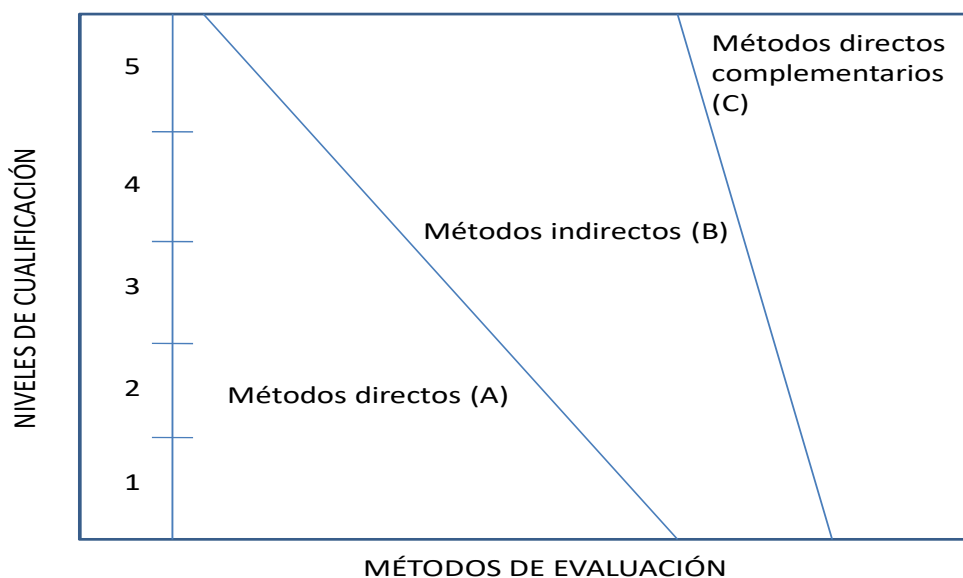 Métodos directos
complementarios
(C)
5
4
Métodos indirectos (B)
3
Métodos directos (A)
2
1
NIVELES DE CUALIFICACIÓN
MÉTODOS DE EVALUACIÓN